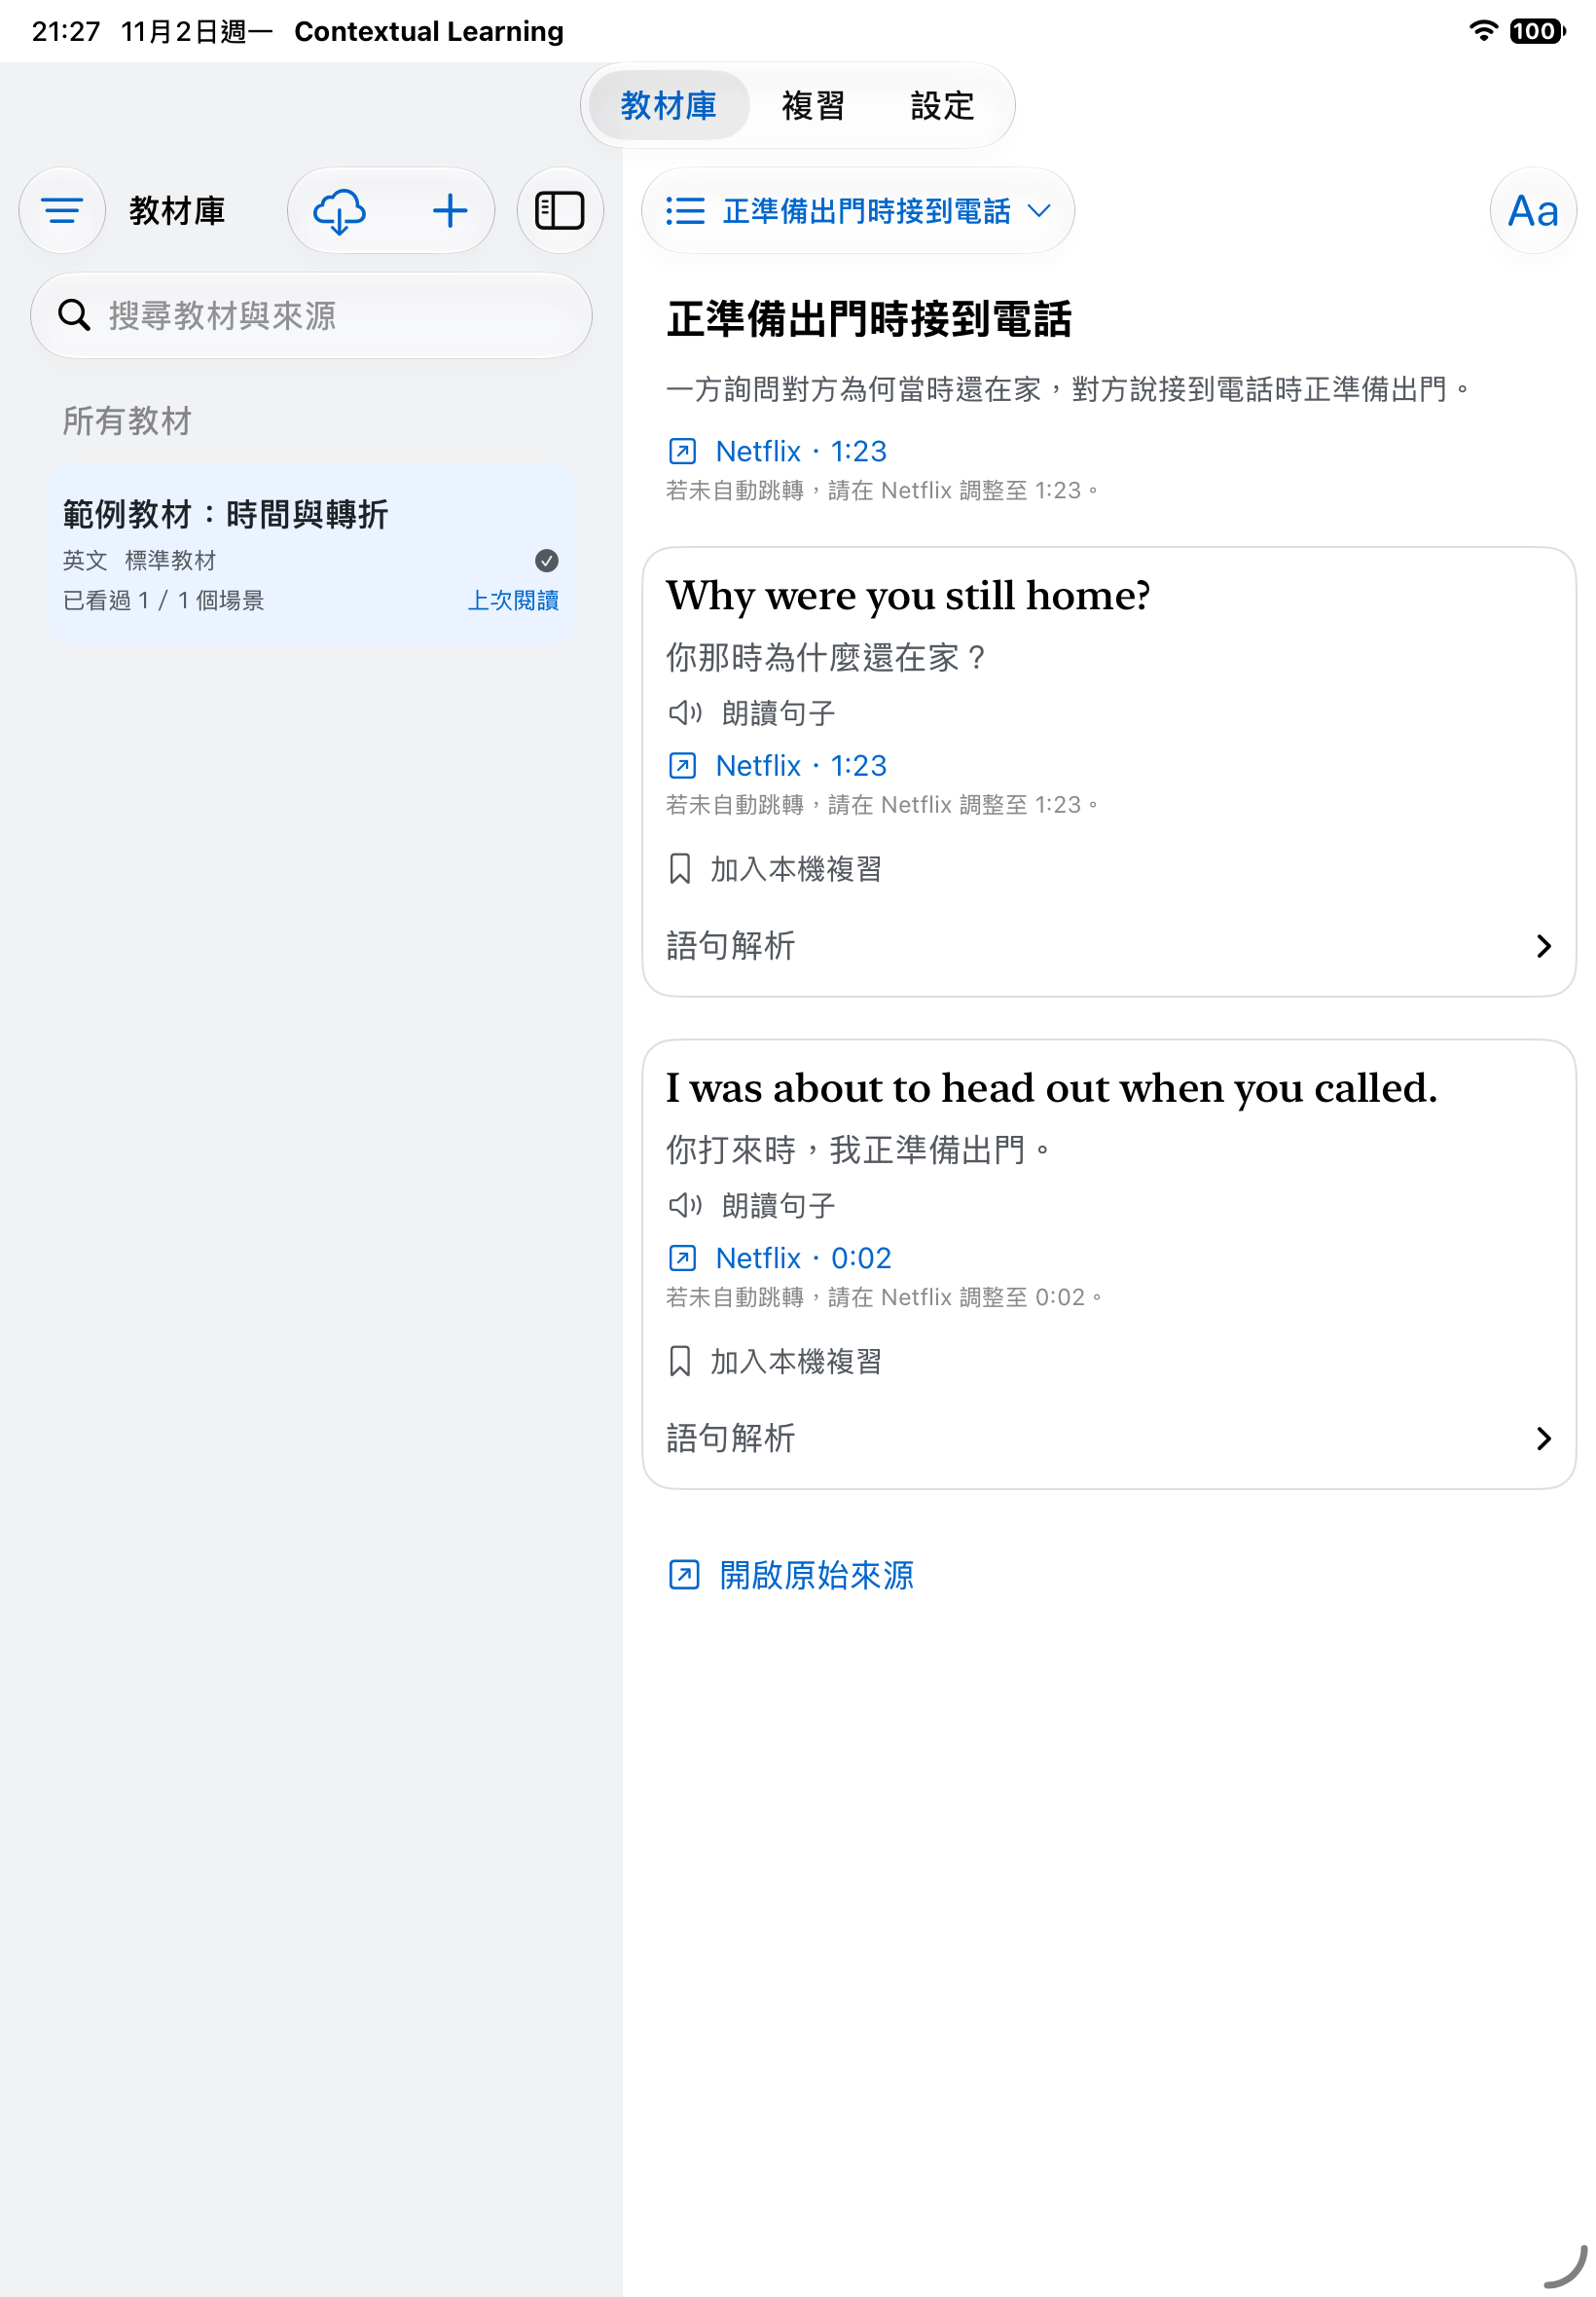 21:27 11月2日週一 Contextual Learning 100
教材庫 複習 設定
教材庫
搜尋教材與來源
所有教材
範例教材：時間與轉折
英文 標準教材
已看過 1 / 1 個場景 上次閱讀
正準備出門時接到電話 Aa
正準備出門時接到電話
一方詢問對方為何當時還在家，對方說接到電話時正準備出門。
Netflix · 1:23
若未自動跳轉，請在 Netflix 調整至 1:23。
Why were you still home?
你那時為什麼還在家？
朗讀句子
Netflix · 1:23
若未自動跳轉，請在 Netflix 調整至 1:23。
加入本機複習
語句解析
I was about to head out when you called.
你打來時，我正準備出門。
朗讀句子
Netflix · 0:02
若未自動跳轉，請在 Netflix 調整至 0:02。
加入本機複習
語句解析
開啟原始來源